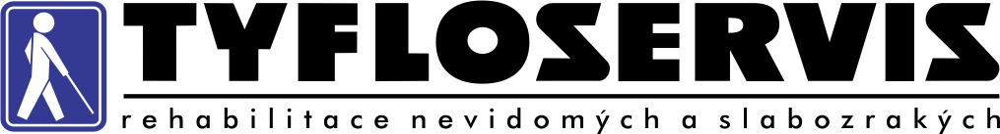 TYFLOSERVIS
rehabilitace nevidomých a slabozrakých